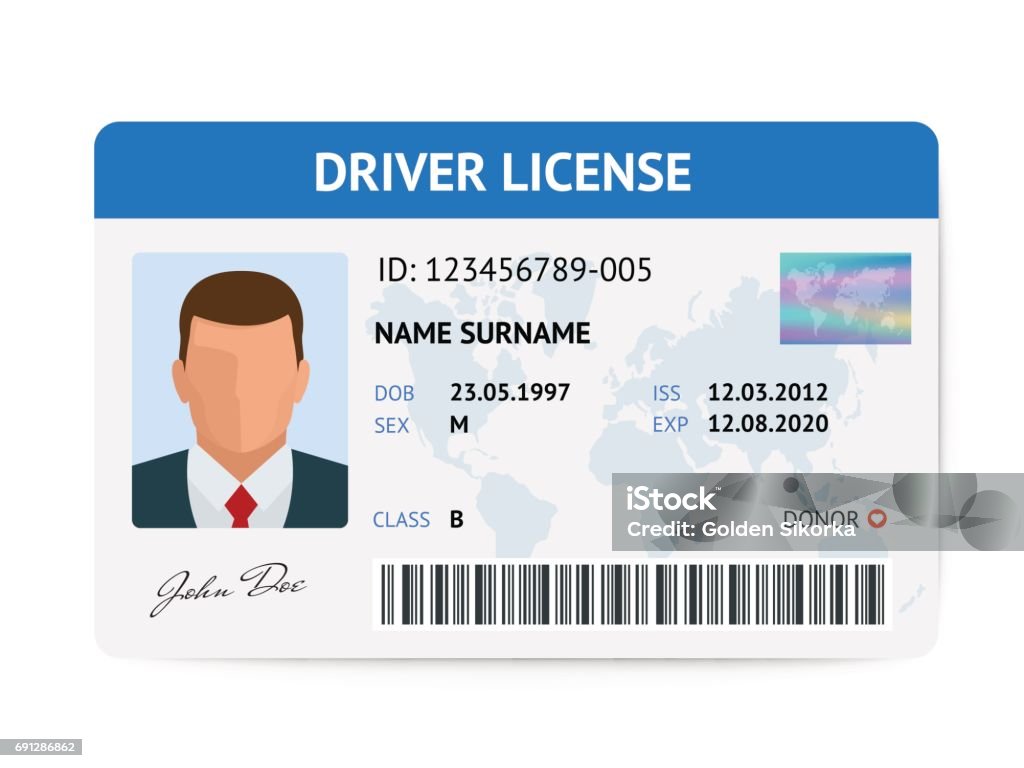 DRIVER LICENSE
ID: 123456789-005
NAME SURNAME
DOB 23.05.1997 ISS 12.03.2012
SEX M EXP 12.08.2020
iStock™
Credit: Golden Sikorka
CLASS B DONOR
John Doe
691286862